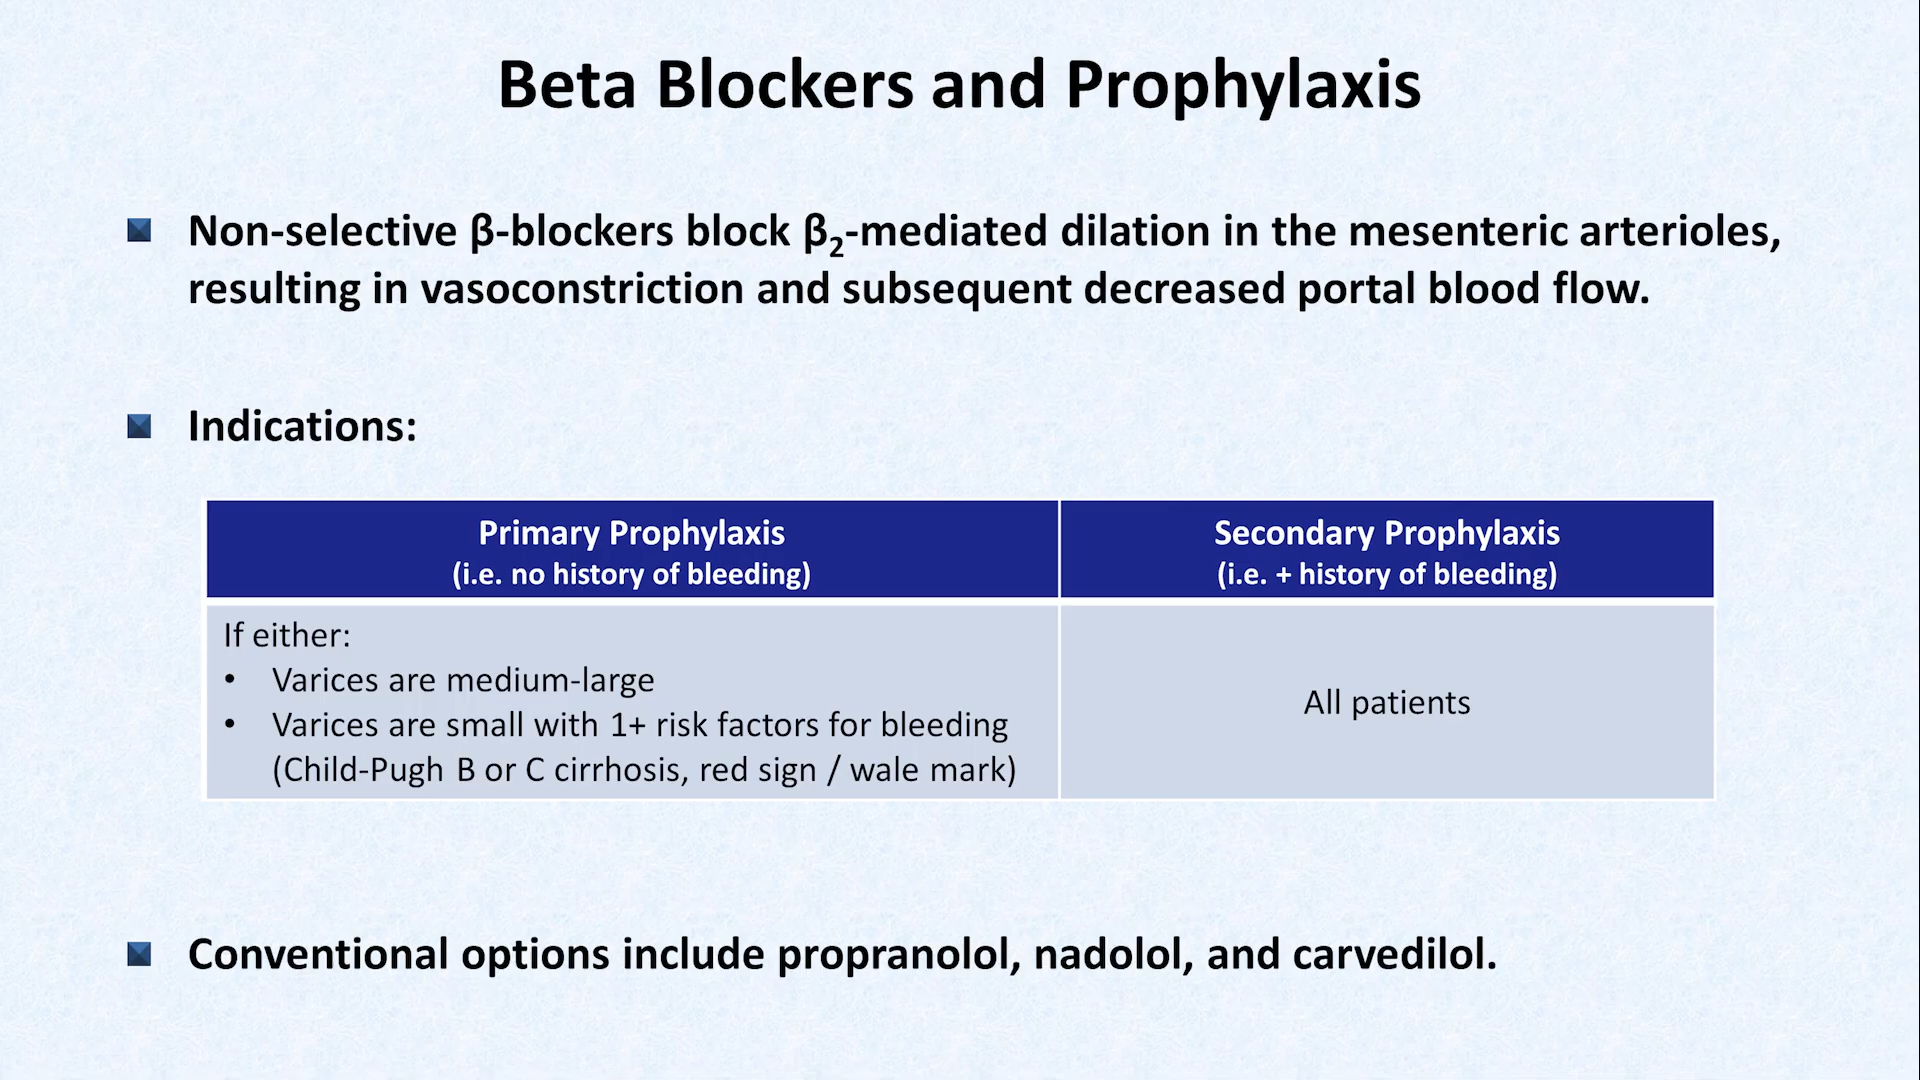 Beta Blockers and Prophylaxis
Non-selective β-blockers block β₂-mediated dilation in the mesenteric arterioles,
resulting in vasoconstriction and subsequent decreased portal blood flow.
Indications:
Primary Prophylaxis
(i.e. no history of bleeding)
Secondary Prophylaxis
(i.e. + history of bleeding)
If either:
• Varices are medium-large
• Varices are small with 1+ risk factors for bleeding
(Child-Pugh B or C cirrhosis, red sign / wale mark)
All patients
Conventional options include propranolol, nadolol, and carvedilol.